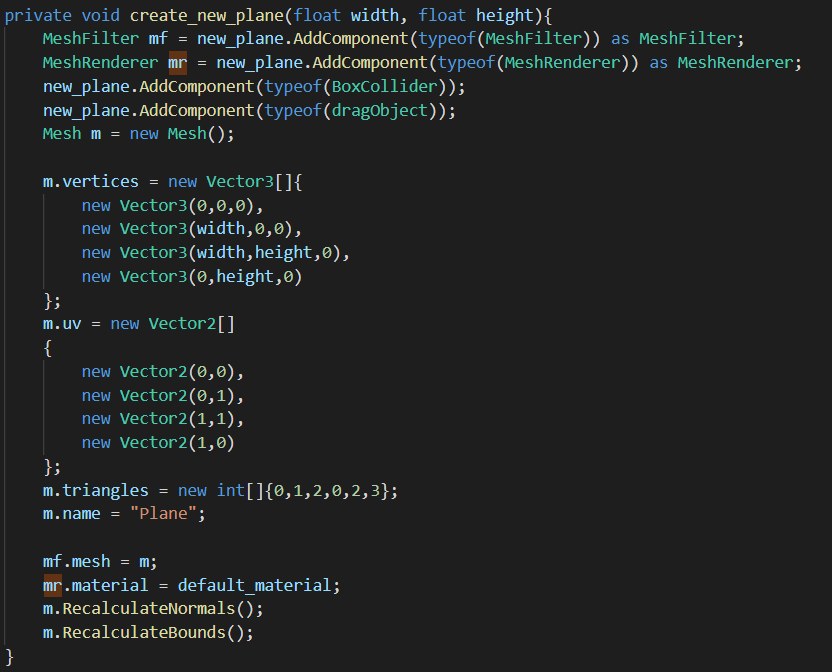 private void create_new_plane(float width, float height){
    MeshFilter mf = new_plane.AddComponent(typeof(MeshFilter)) as MeshFilter;
    MeshRenderer mr = new_plane.AddComponent(typeof(MeshRenderer)) as MeshRenderer;
    new_plane.AddComponent(typeof(BoxCollider));
    new_plane.AddComponent(typeof(dragObject));
    Mesh m = new Mesh();

    m.vertices = new Vector3[]{
        new Vector3(0,0,0),
        new Vector3(width,0,0),
        new Vector3(width,height,0),
        new Vector3(0,height,0)
    };
    m.uv = new Vector2[]
    {
        new Vector2(0,0),
        new Vector2(0,1),
        new Vector2(1,1),
        new Vector2(1,0)
    };
    m.triangles = new int[]{0,1,2,0,2,3};
    m.name = "Plane";

    mf.mesh = m;
    mr.material = default_material;
    m.RecalculateNormals();
    m.RecalculateBounds();
}